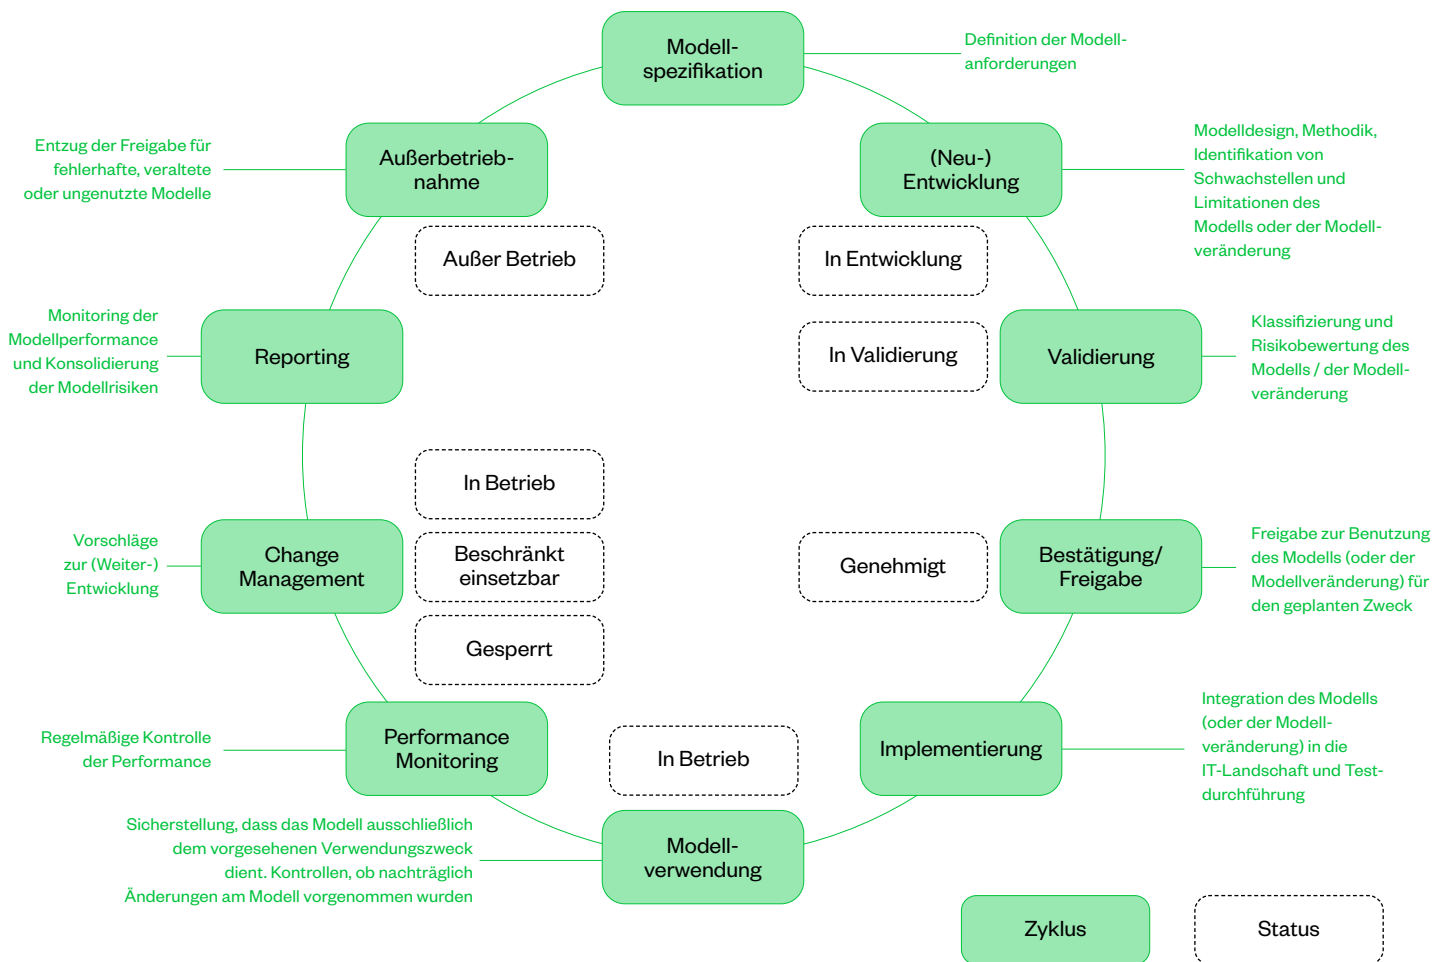 Modell-
spezifikation
Definition der Modell-
anforderungen
(Neu-)
Entwicklung
Modelldesign, Methodik,
Identifikation von
Schwachstellen und
Limitationen des
Modells oder der Modell-
veränderung
In Entwicklung
Validierung
Klassifizierung und
Risikobewertung des
Modells / der Modell-
veränderung
In Validierung
Bestätigung/
Freigabe
Freigabe zur Benutzung
des Modells (oder der
Modellveränderung) für
den geplanten Zweck
Genehmigt
Implementierung
Integration des Modells
(oder der Modell-
veränderung) in die
IT-Landschaft und Test-
durchführung
Modell-
verwendung
Sicherstellung, dass das Modell ausschließlich
dem vorgesehenen Verwendungszweck
dient. Kontrollen, ob nachträglich
Änderungen am Modell vorgenommen wurden
In Betrieb
Performance
Monitoring
Regelmäßige Kontrolle
der Performance
Change
Management
Vorschläge
zur (Weiter-)
Entwicklung
In Betrieb
Beschränkt
einsetzbar
Gesperrt
Reporting
Monitoring der
Modellperformance
und Konsolidierung
der Modellrisiken
Außerbetrieb-
nahme
Entzug der Freigabe für
fehlerhafte, veraltete
oder ungenutzte Modelle
Außer Betrieb
Zyklus
Status